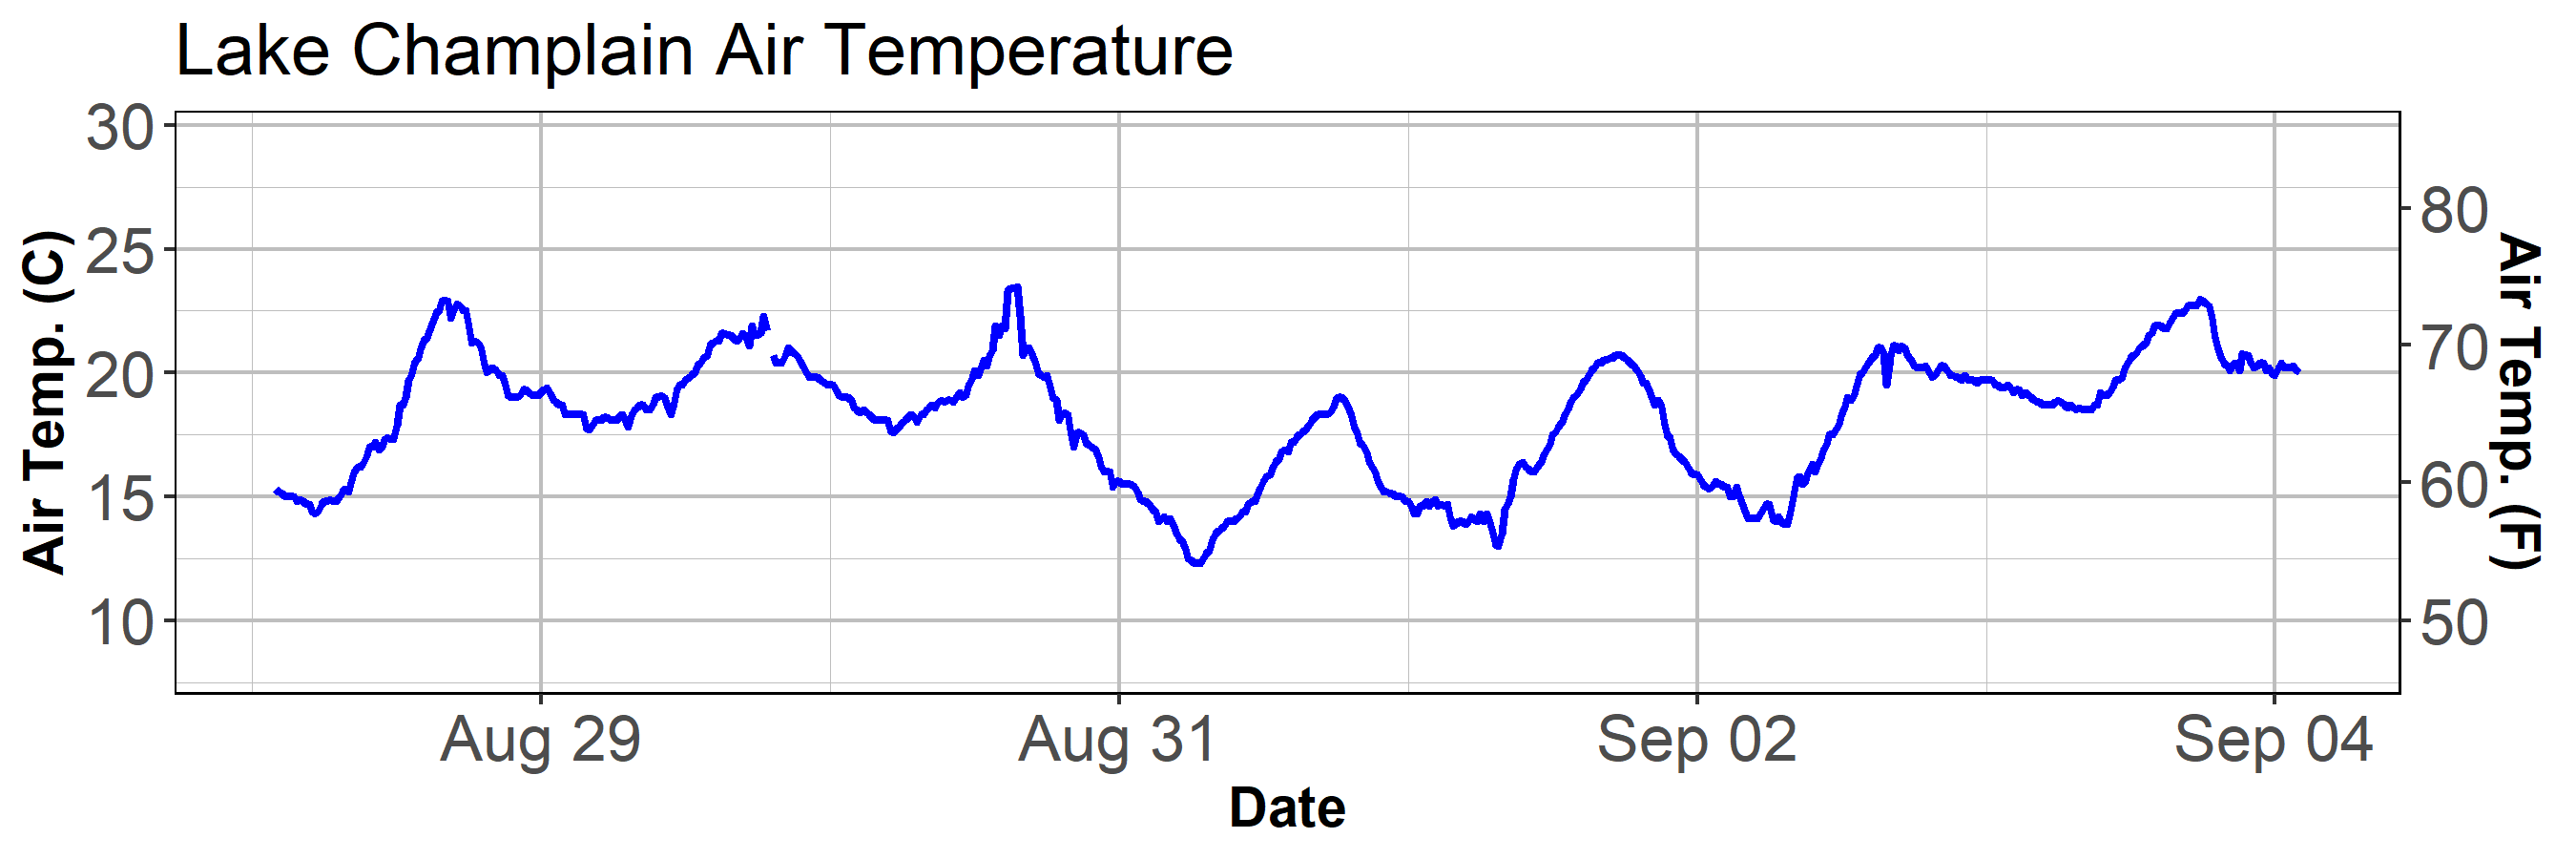 Lake Champlain Air Temperature
30
25
20
15
10
Air Temp. (C)
80
70
60
50
Air Temp. (F)
Aug 29
Aug 31
Sep 02
Sep 04
Date